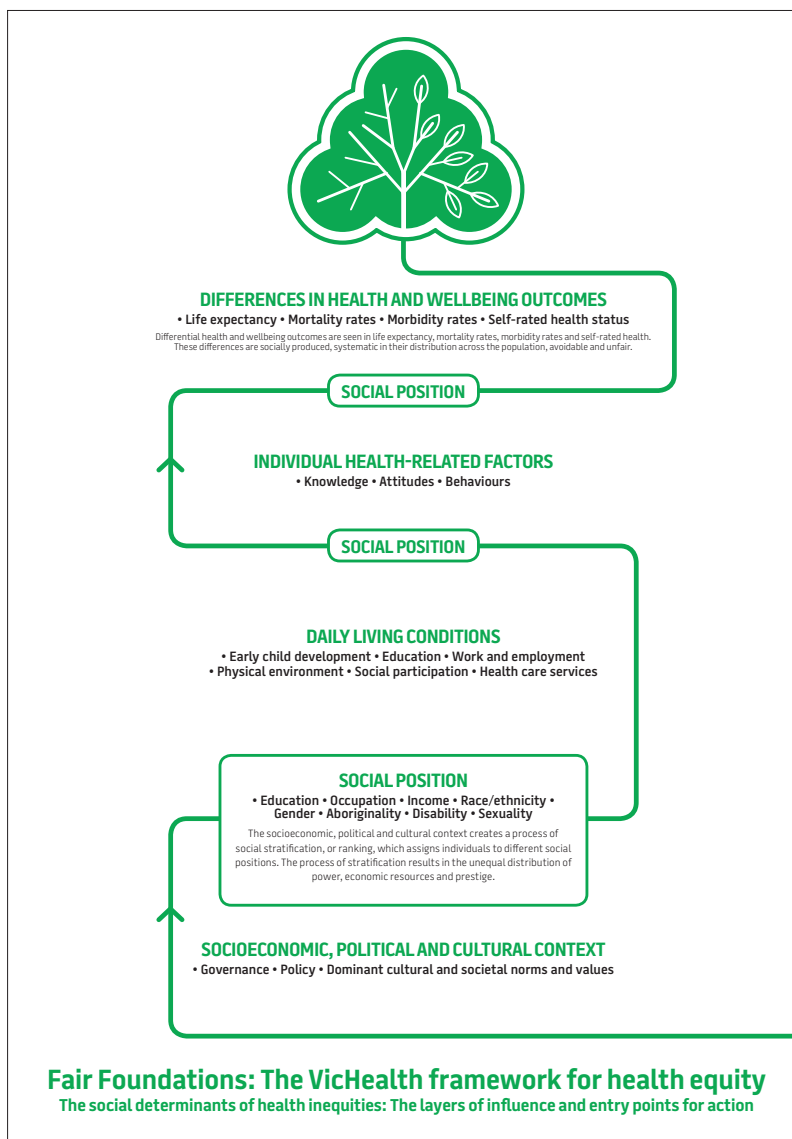 DIFFERENCES IN HEALTH AND WELLBEING OUTCOMES
• Life expectancy • Mortality rates • Morbidity rates • Self-rated health status
Differential health and wellbeing outcomes are seen in life expectancy, mortality rates, morbidity rates and self-rated health.
These differences are socially produced, systematic in their distribution across the population, avoidable and unfair.
SOCIAL POSITION
INDIVIDUAL HEALTH-RELATED FACTORS
• Knowledge • Attitudes • Behaviours
SOCIAL POSITION
DAILY LIVING CONDITIONS
• Early child development • Education • Work and employment
• Physical environment • Social participation • Health care services
SOCIAL POSITION
• Education • Occupation • Income • Race/ethnicity •
Gender • Aboriginality • Disability • Sexuality
The socioeconomic, political and cultural context creates a process of
social stratification, or ranking, which assigns individuals to different social
positions. The process of stratification results in the unequal distribution of
power, economic resources and prestige.
SOCIOECONOMIC, POLITICAL AND CULTURAL CONTEXT
• Governance • Policy • Dominant cultural and societal norms and values
Fair Foundations: The VicHealth framework for health equity
The social determinants of health inequities: The layers of influence and entry points for action